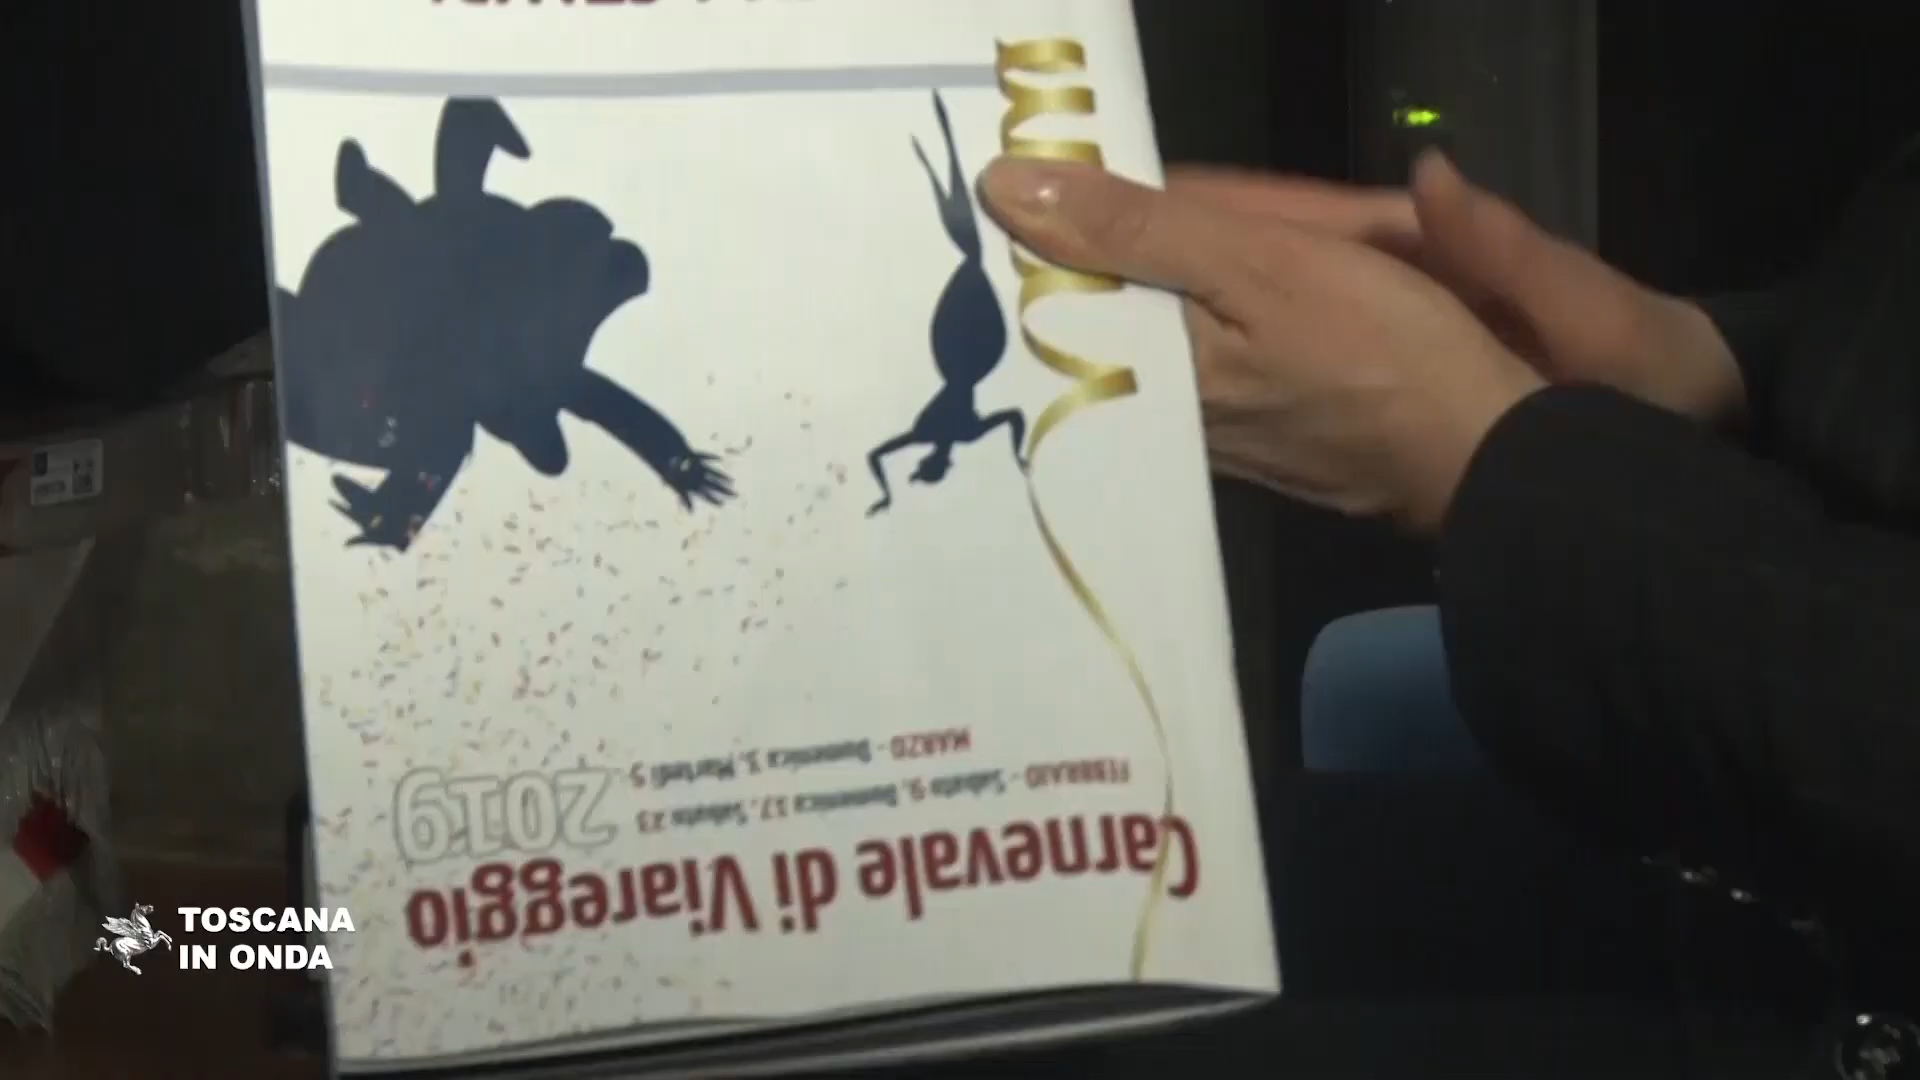 Carnevale di Viareggio
FEBBRAIO - Sabato 9, Domenica 17, Sabato 23
MARZO - Domenica 3, Martedì 5
2019
TOSCANA
IN ONDA